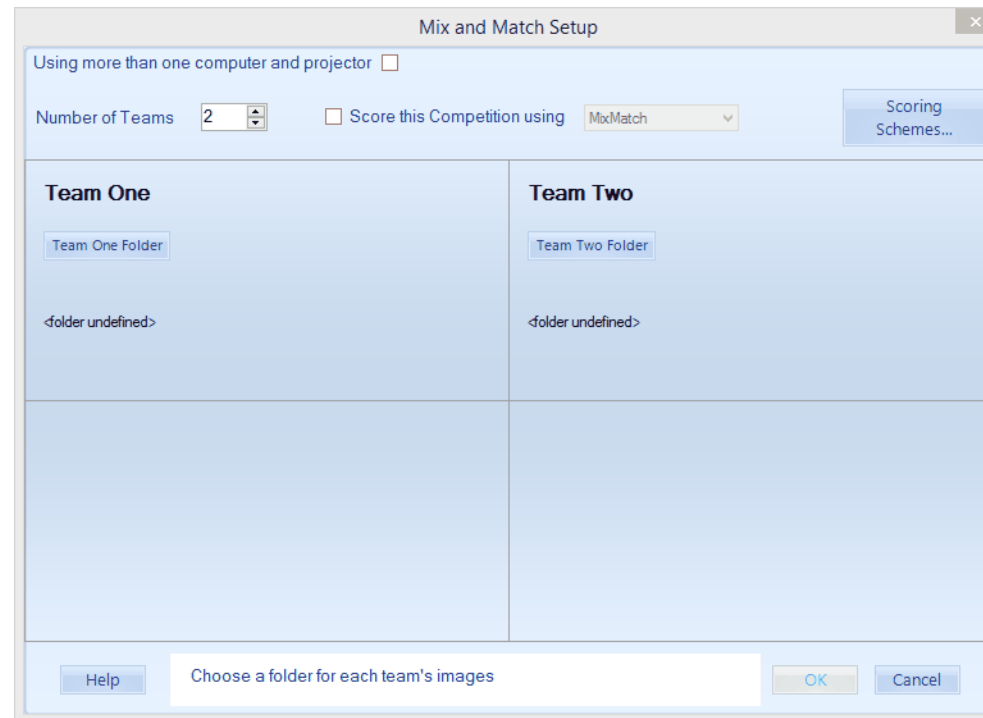 Mix and Match Setup
Using more than one computer and projector
Number of Teams 2 Score this Competition using MixMatch Scoring Schemes...
Team One Team Two
Team One Folder Team Two Folder
<folder undefined> <folder undefined>
Help Choose a folder for each team's images OK Cancel